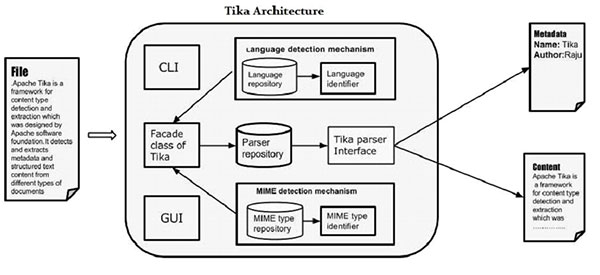 Tika Architecture
File
.Apache Tika is a
framework for
content type
detection and
extraction which
was designed by
Apache software
foundation. It detects
and extracts
metadata and
structured text
content from
different types of
documents
CLI
Language detection mechanism
Language
repository
Language
identifier
Facade
class of
Tika
Parser
repository
Tika parser
Interface
GUI
MIME detection mechanism
MIME type
repository
MIME type
identifier
Metadata
Name: Tika
Author:Raju
Content
Apache Tika is
a framework
for content type
detection and
extraction
which was
..............